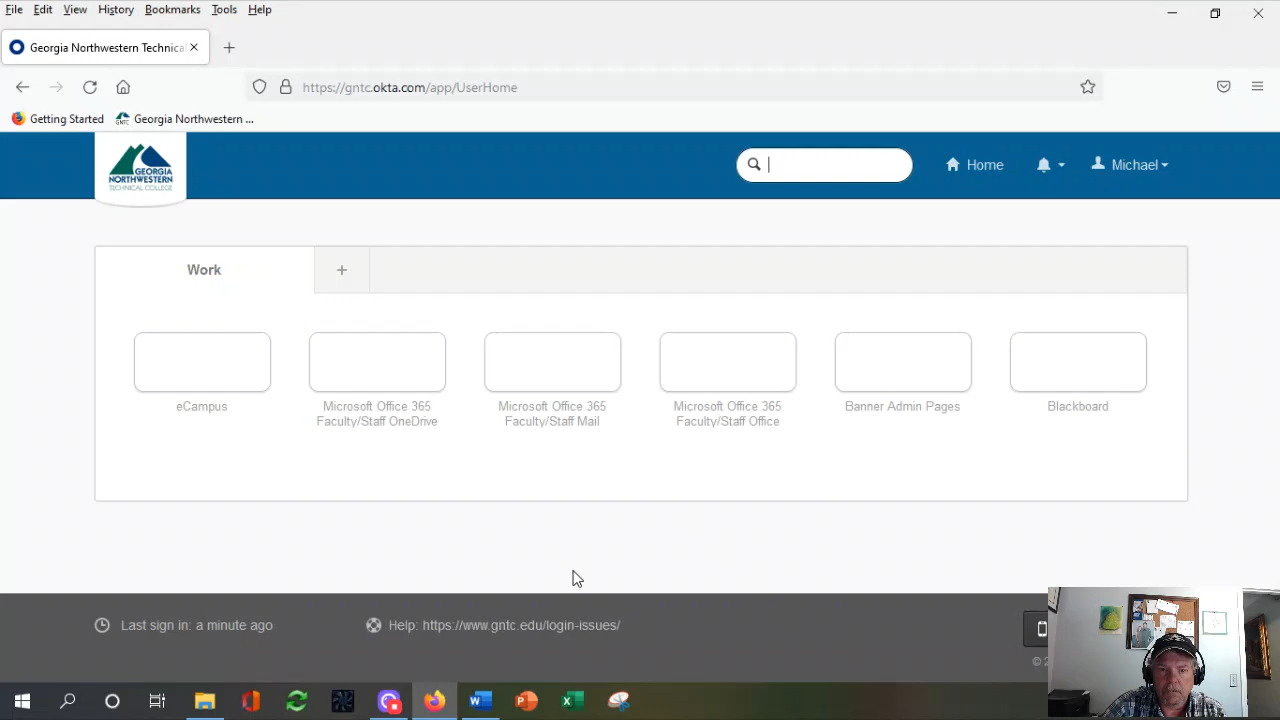 File Edit View History Bookmarks Tools Help
Georgia Northwestern Technica
https://gntc.okta.com/app/UserHome
Getting Started Georgia Northwestern ...
GEORGIA
NORTHWESTERN
TECHNICAL COLLEGE
Home Michael
Work +
eCampus
Microsoft Office 365
Faculty/Staff OneDrive
Microsoft Office 365
Faculty/Staff Mail
Microsoft Office 365
Faculty/Staff Office
Banner Admin Pages
Blackboard
Last sign in: a minute ago
Help: https://www.gntc.edu/login-issues/
© 2